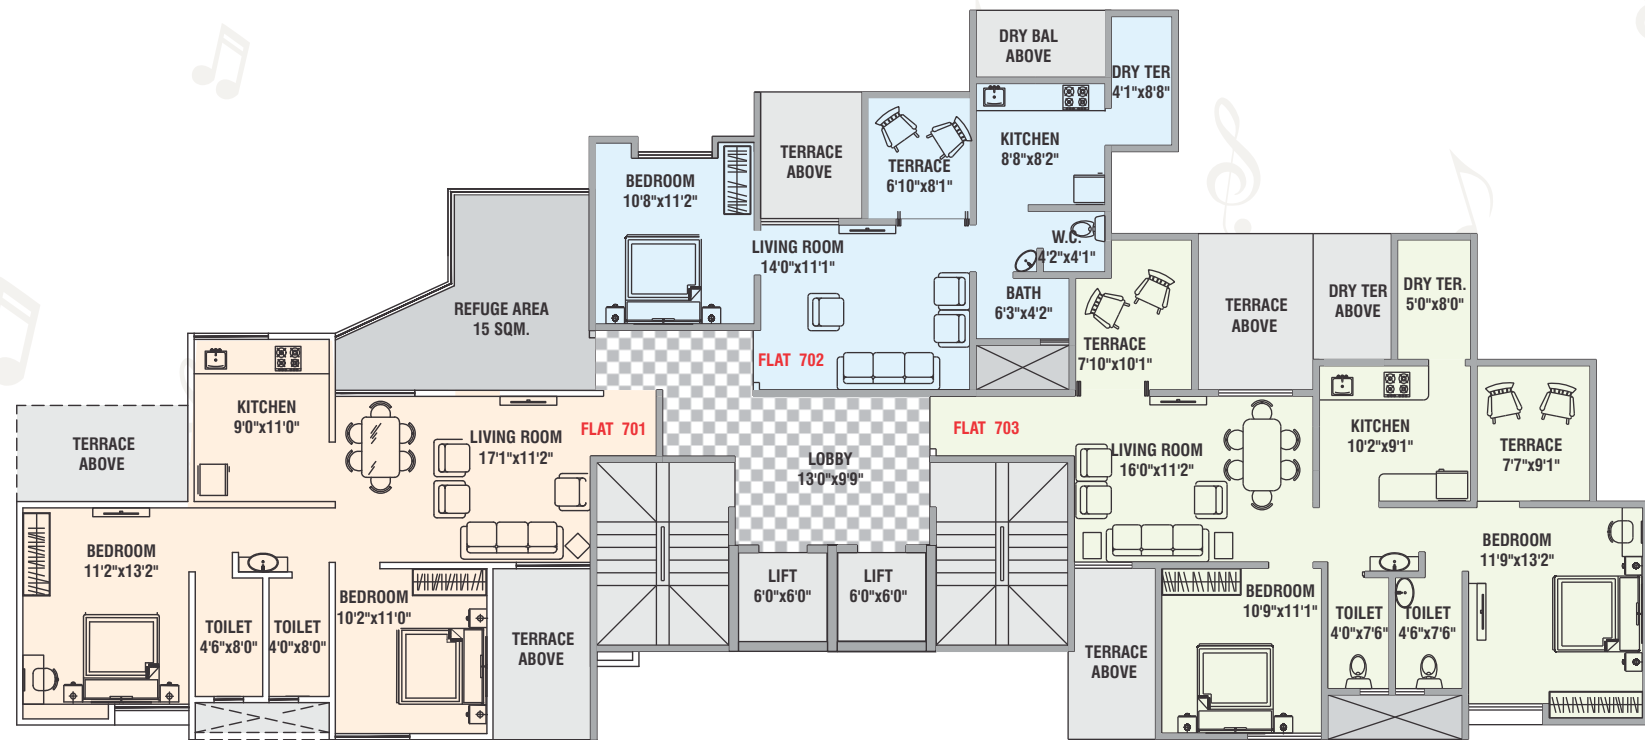 DRY BAL
ABOVE
DRY TER
4'1"x8'8"
KITCHEN
8'8"x8'2"
TERRACE
ABOVE
TERRACE
6'10"x8'1"
BEDROOM
10'8"x11'2"
LIVING ROOM
14'0"x11'1"
W.C.
4'2"x4'1"
BATH
6'3"x4'2"
FLAT 702
REFUGE AREA
15 SQM.
TERRACE
7'10"x10'1"
TERRACE
ABOVE
DRY TER
ABOVE
DRY TER.
5'0"x8'0"
KITCHEN
9'0"x11'0"
TERRACE
ABOVE
LIVING ROOM
17'1"x11'2"
FLAT 701
LOBBY
13'0"x9'9"
FLAT 703
LIVING ROOM
16'0"x11'2"
KITCHEN
10'2"x9'1"
TERRACE
7'7"x9'1"
BEDROOM
11'2"x13'2"
TOILET
4'6"x8'0"
TOILET
4'0"x8'0"
BEDROOM
10'2"x11'0"
TERRACE
ABOVE
LIFT
6'0"x6'0"
LIFT
6'0"x6'0"
TERRACE
ABOVE
BEDROOM
10'9"x11'1"
TOILET
4'0"x7'6"
TOILET
4'6"x7'6"
BEDROOM
11'9"x13'2"